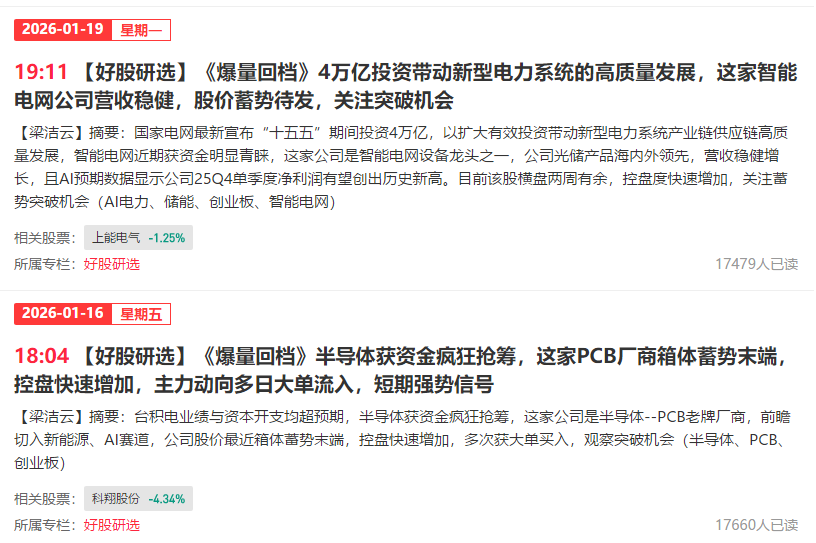 2026-01-19 星期一
19:11 【好股研选】《爆量回档》4万亿投资带动新型电力系统的高质量发展，这家智能
电网公司营收稳健，股价蓄势待发，关注突破机会
【梁洁云】摘要：国家电网最新宣布“十五五”期间投资4万亿，以扩大有效投资带动新型电力系统产业链供应链高质
量发展，智能电网近期获资金明显青睐，这家公司是智能电网设备龙头之一，公司光储产品海内外领先，营收稳健增
长，且AI预期数据显示公司25Q4单季度净利润有望创出历史新高。目前该股横盘两周有余，控盘度快速增加，关注蓄
势突破机会（AI电力、储能、创业板、智能电网）
相关股票： 上能电气 -1.25%
所属专栏：好股研选 17479人已读
2026-01-16 星期五
18:04 【好股研选】《爆量回档》半导体获资金疯狂抢筹，这家PCB厂商箱体蓄势末端，
控盘快速增加，主力动向多日大单流入，短期强势信号
【梁洁云】摘要：台积电业绩与资本开支均超预期，半导体获资金疯狂抢筹，这家公司是半导体--PCB老牌厂商，前瞻
切入新能源、AI赛道，公司股价最近箱体蓄势末端，控盘快速增加，多次获大单买入，观察突破机会（半导体、PCB、
创业板）
相关股票： 科翔股份 -4.34%
所属专栏：好股研选 17660人已读